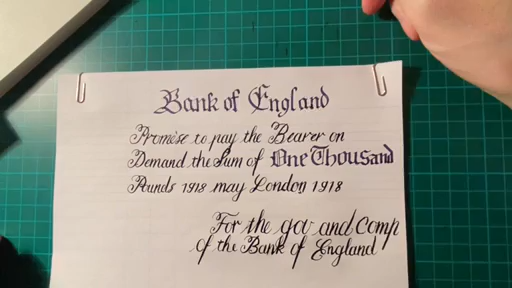 Bank of England
Promise to pay the Bearer on
Demand the Sum of One Thousand
Pounds 1918 may London 1918
For the gov and Comp
of the Bank of England